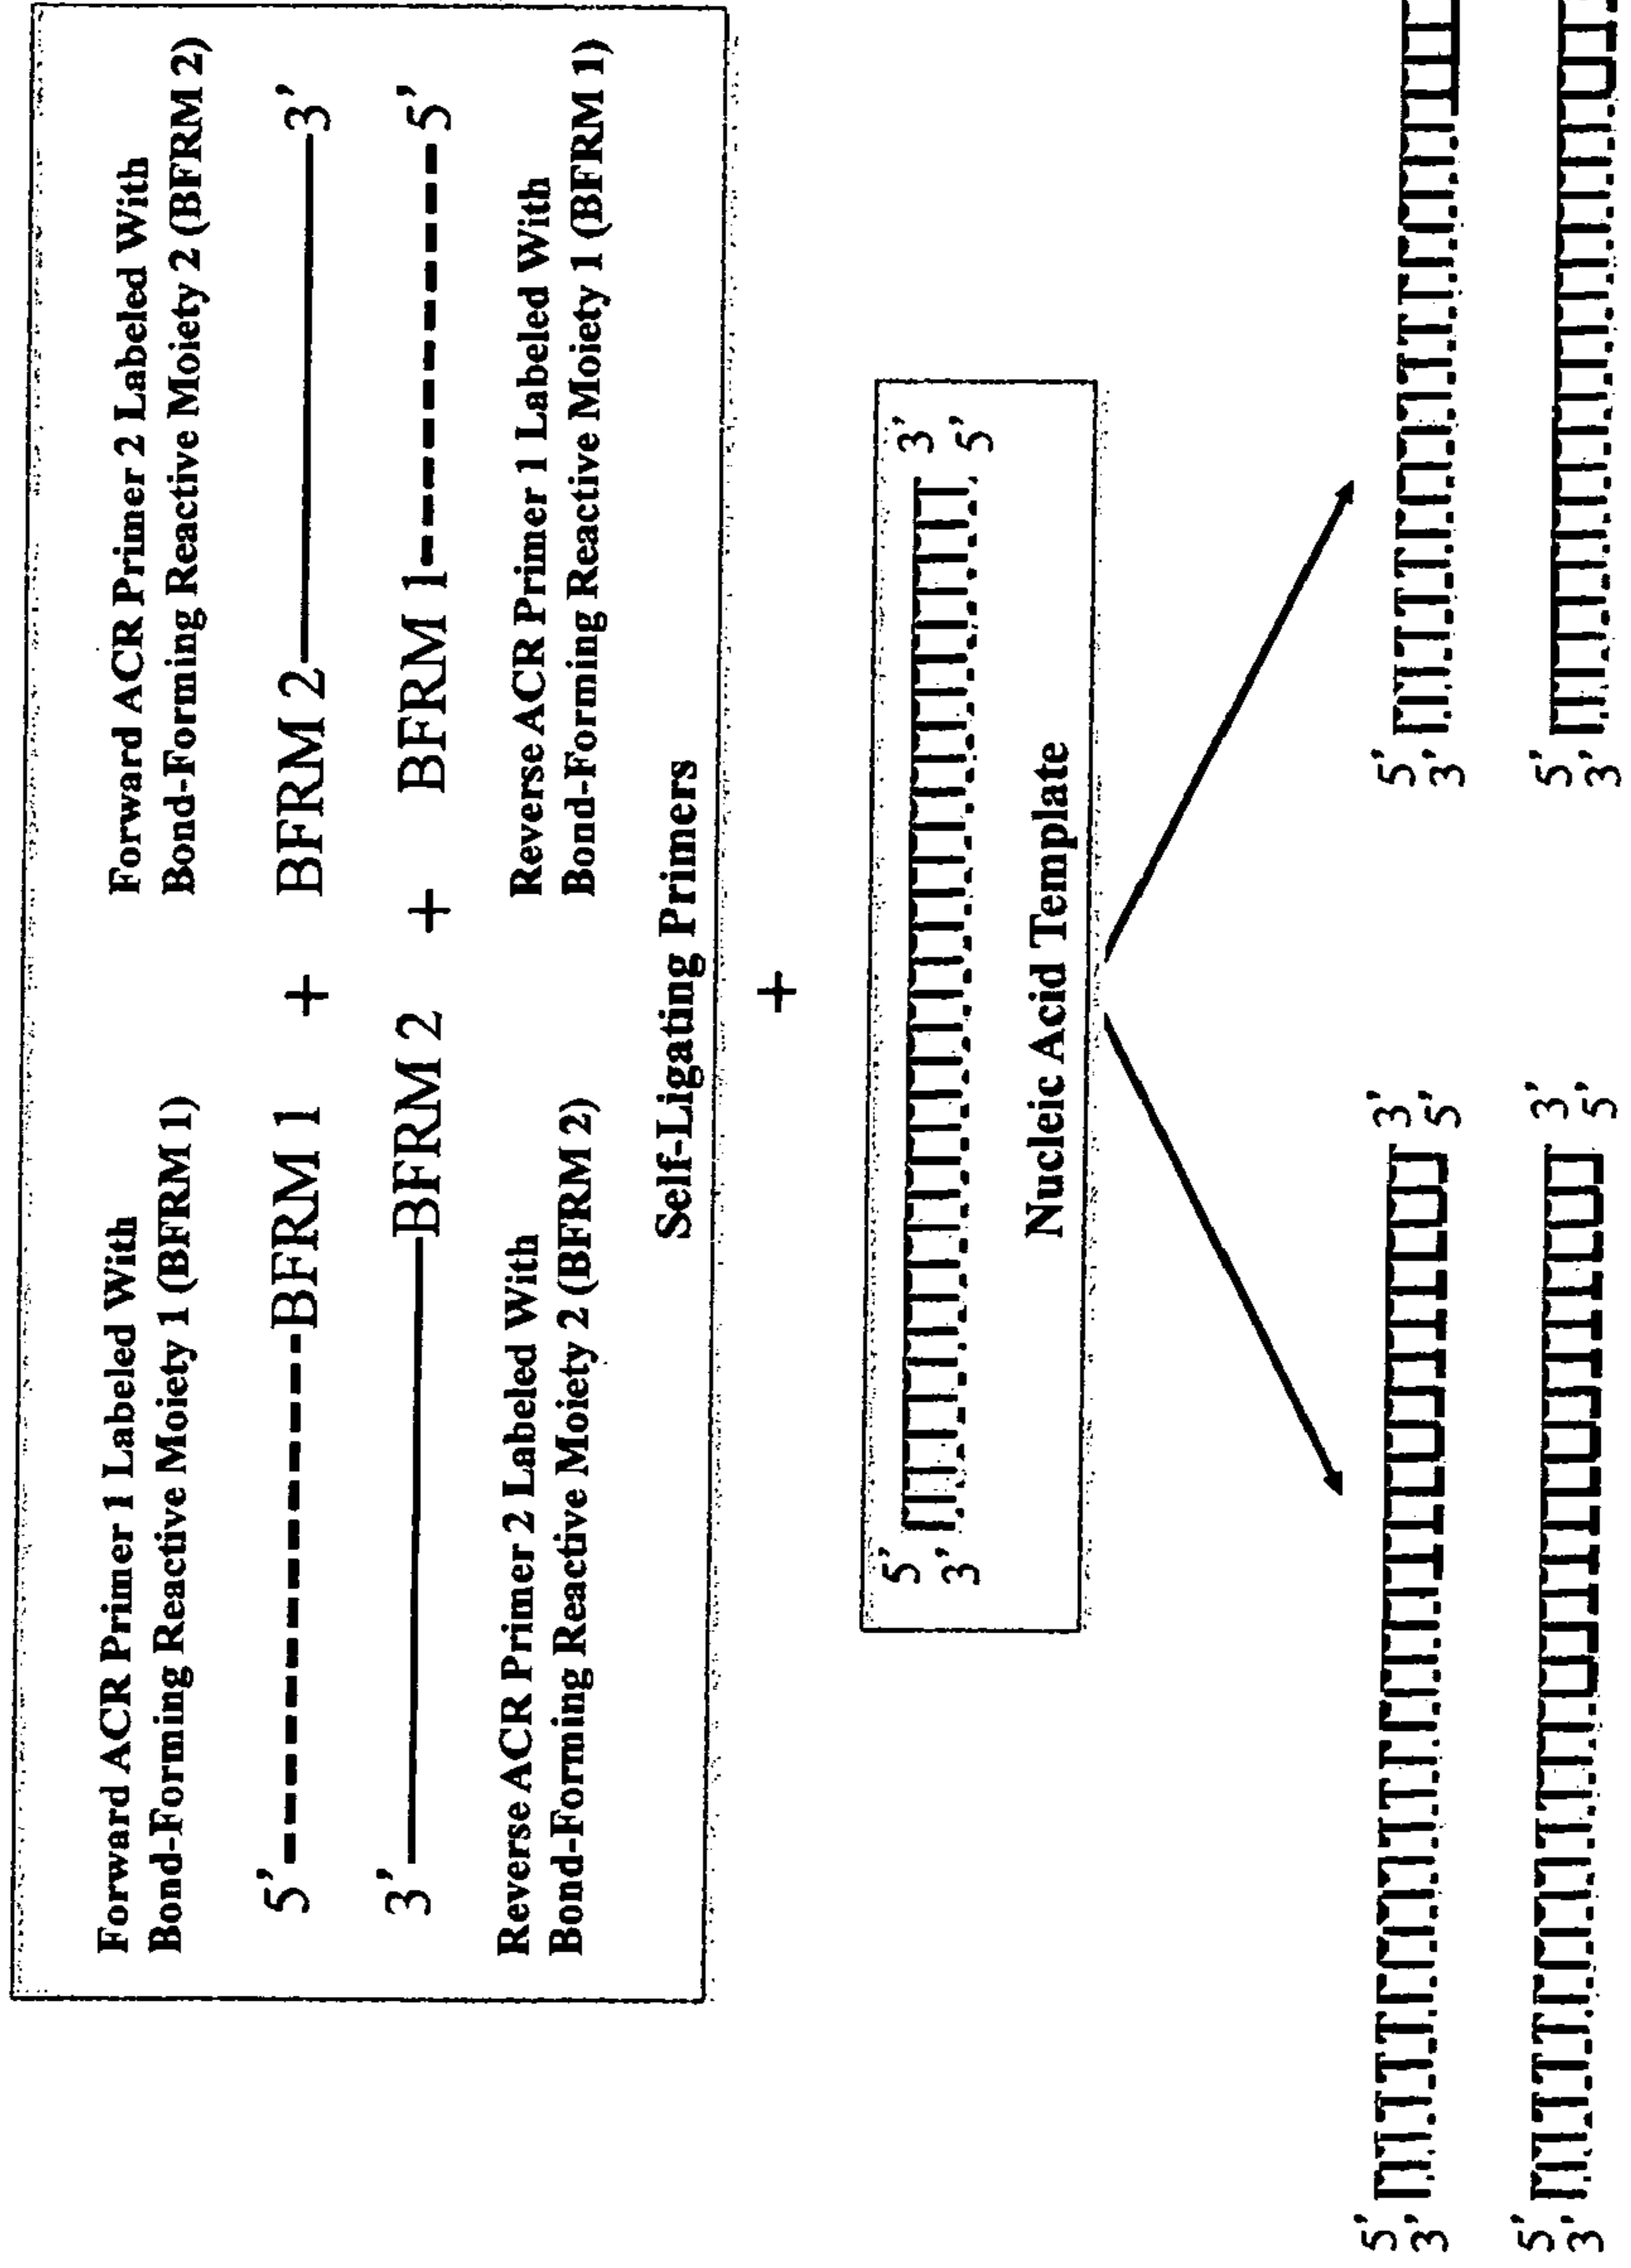 Forward ACR Primer 1 Labeled With
Bond-Forming Reactive Moiety 1 (BFRM 1)
Forward ACR Primer 2 Labeled With
Bond-Forming Reactive Moiety 2 (BFRM 2)
5' BFRM 1 + BFRM 2 3'
3' BFRM 2 + BFRM 1 5'
Reverse ACR Primer 2 Labeled With
Bond-Forming Reactive Moiety 2 (BFRM 2)
Reverse ACR Primer 1 Labeled With
Bond-Forming Reactive Moiety 1 (BFRM 1)
Self-Ligating Primers
+
5' 3'
3' 5'
Nucleic Acid Template
5' 3' 5'
3' 5' 3'
5' 3' 5'
3' 5' 3'